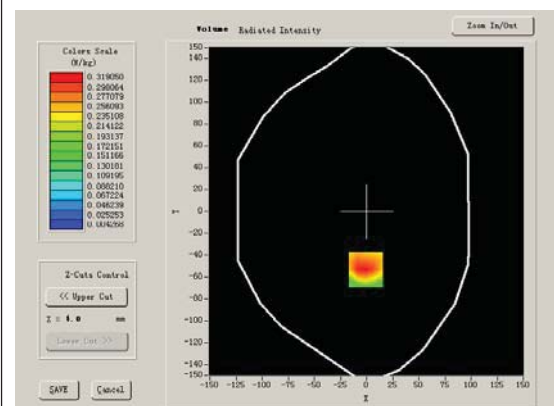 Volume Radiated Intensity
Zoom In/Out
Colors Scale
(W/kg)
0.319050
0.298064
0.277079
0.256093
0.235108
0.214122
0.193137
0.172151
0.151166
0.130181
0.109195
0.088210
0.067224
0.046239
0.025253
0.004268
Z-Cuts Control
<< Upper Cut
Z = 4.0 mm
Lower Cut >>
SAVE
Cancel
150
140
120
100
80
60
40
20
Y
0
-20
-40
-60
-80
-100
-120
-140
-150
-150 -125 -100 -75 -50 -25 0 25 50 75 100 125 150
X